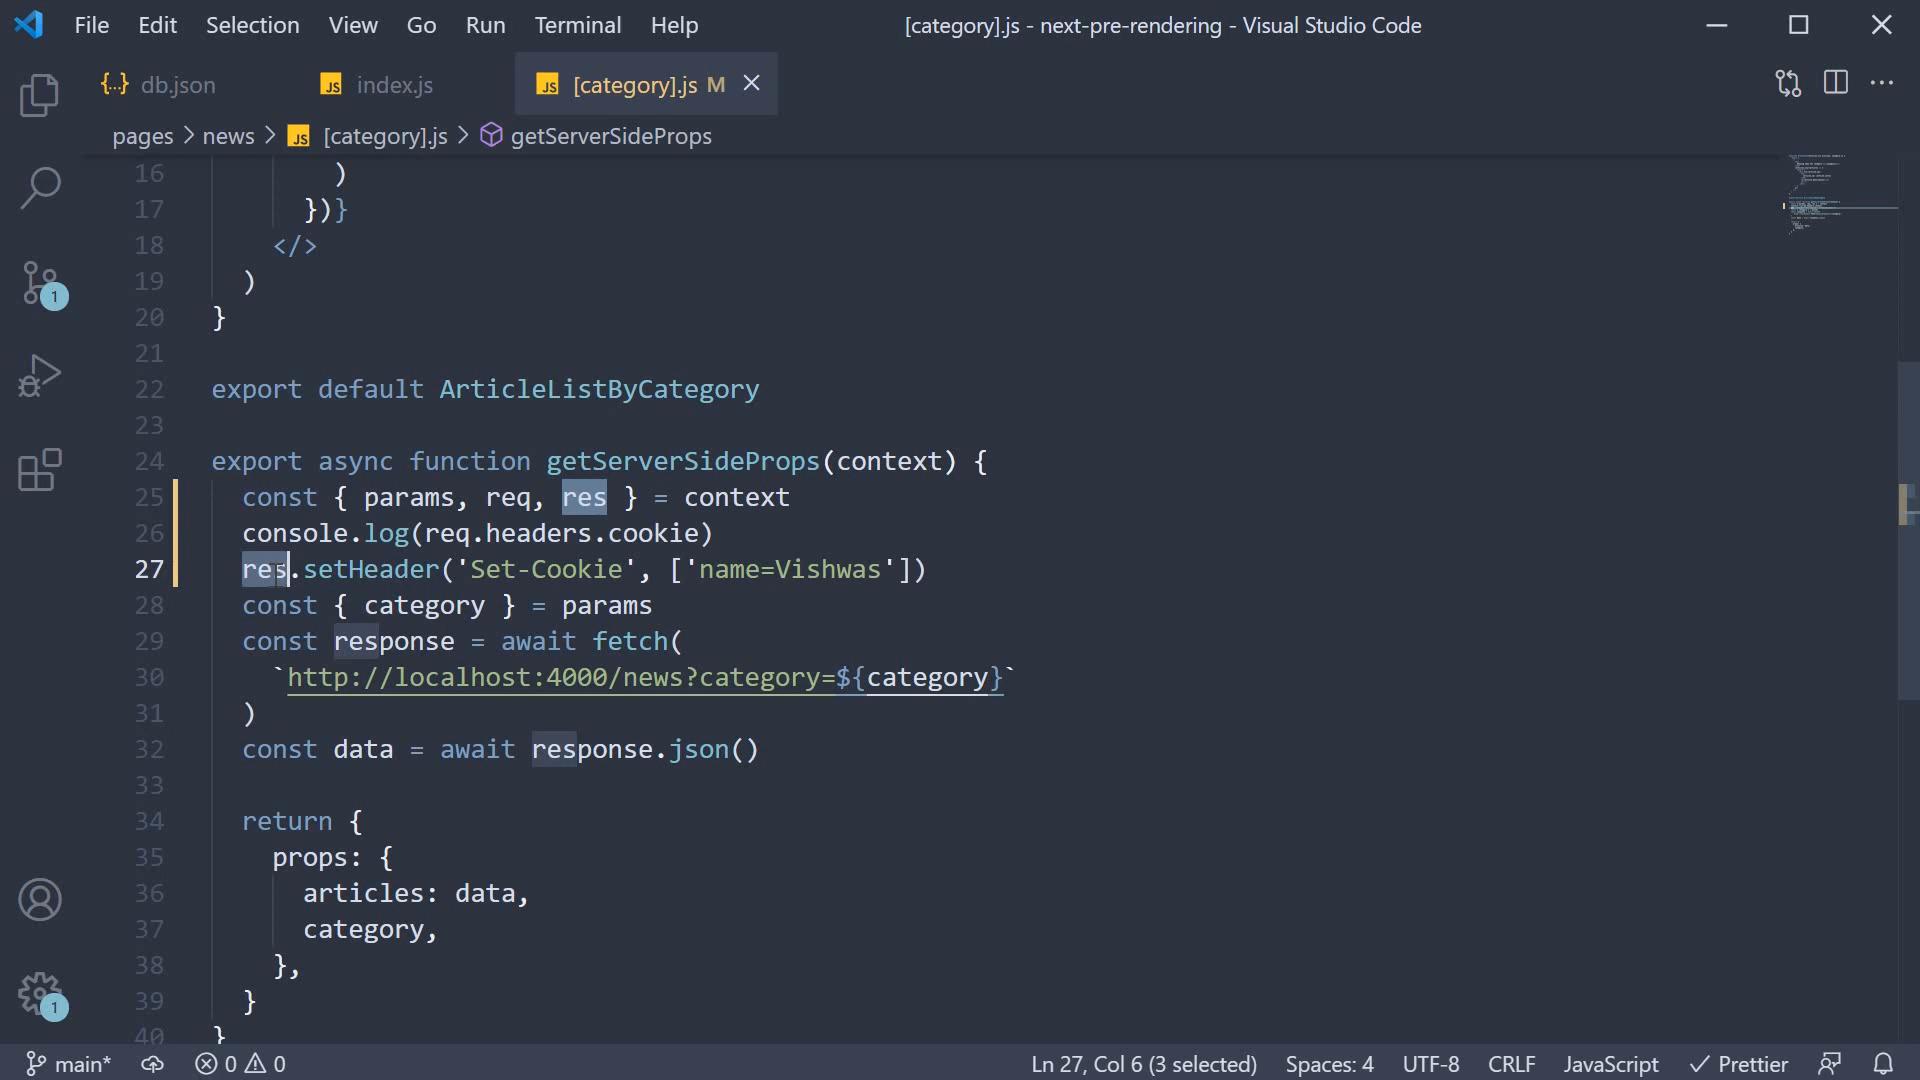 File Edit Selection View Go Run Terminal Help [category].js - next-pre-rendering - Visual Studio Code
{..} db.json JS index.js JS [category].js M
pages > news > JS [category].js > getServerSideProps
16 )
17 })}
18 </>
19 )
20 }
21
22 export default ArticleListByCategory
23
24 export async function getServerSideProps(context) {
25 const { params, req, res } = context
26 console.log(req.headers.cookie)
27 res.setHeader('Set-Cookie', ['name=Vishwas'])
28 const { category } = params
29 const response = await fetch(
30 `http://localhost:4000/news?category=${category}`
31 )
32 const data = await response.json()
33
34 return {
35 props: {
36 articles: data,
37 category,
38 },
39 }
40 }
1
1
main* 0 0 Ln 27, Col 6 (3 selected) Spaces: 4 UTF-8 CRLF JavaScript Prettier